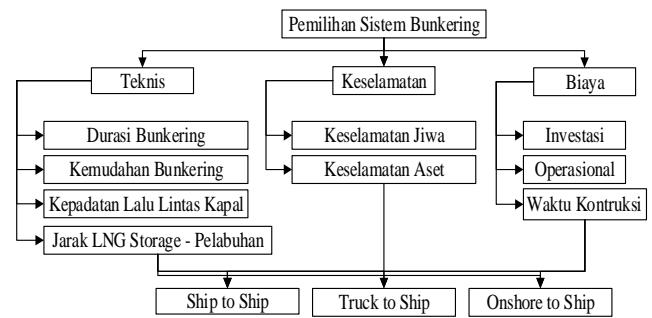 Pemilihan Sistem Bunkering
Teknis
Keselamatan
Biaya
Durasi Bunkering
Keselamatan Jiwa
Investasi
Kemudahan Bunkering
Keselamatan Aset
Operasional
Kepadatan Lalu Lintas Kapal
Waktu Kontruksi
Jarak LNG Storage - Pelabuhan
Ship to Ship
Truck to Ship
Onshore to Ship